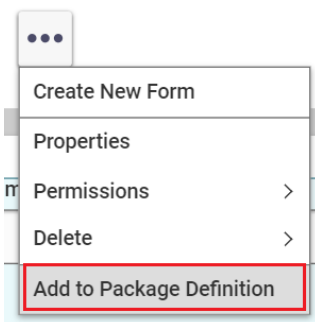 Create New Form
Properties
Permissions
Delete
Add to Package Definition